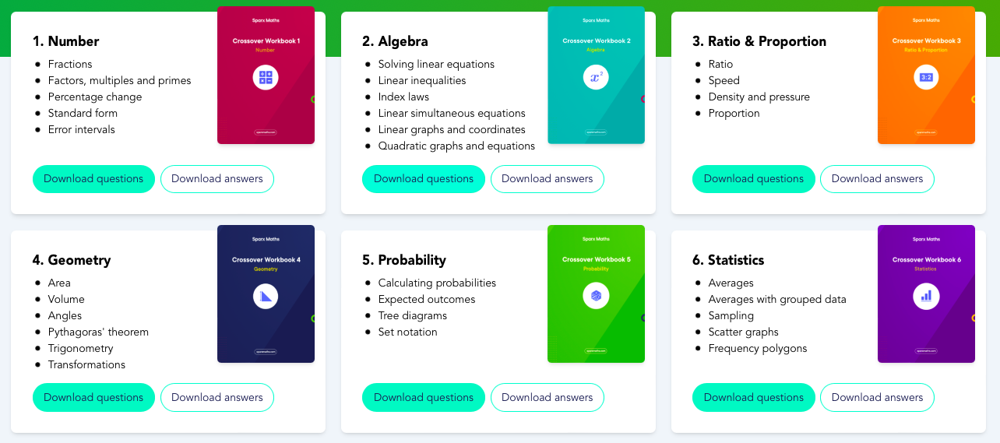 1. Number
Fractions
Factors, multiples and primes
Percentage change
Standard form
Error intervals
Sparx Maths
Crossover Workbook 1
Number
sparxmaths.com
Download questions
Download answers
2. Algebra
Solving linear equations
Linear inequalities
Index laws
Linear simultaneous equations
Linear graphs and coordinates
Quadratic graphs and equations
Sparx Maths
Crossover Workbook 2
Algebra
x²
sparxmaths.com
Download questions
Download answers
3. Ratio & Proportion
Ratio
Speed
Density and pressure
Proportion
Sparx Maths
Crossover Workbook 3
Ratio & Proportion
3:2
sparxmaths.com
Download questions
Download answers
4. Geometry
Area
Volume
Angles
Pythagoras' theorem
Trigonometry
Transformations
Sparx Maths
Crossover Workbook 4
Geometry
sparxmaths.com
Download questions
Download answers
5. Probability
Calculating probabilities
Expected outcomes
Tree diagrams
Set notation
Sparx Maths
Crossover Workbook 5
Probability
sparxmaths.com
Download questions
Download answers
6. Statistics
Averages
Averages with grouped data
Sampling
Scatter graphs
Frequency polygons
Sparx Maths
Crossover Workbook 6
Statistics
sparxmaths.com
Download questions
Download answers